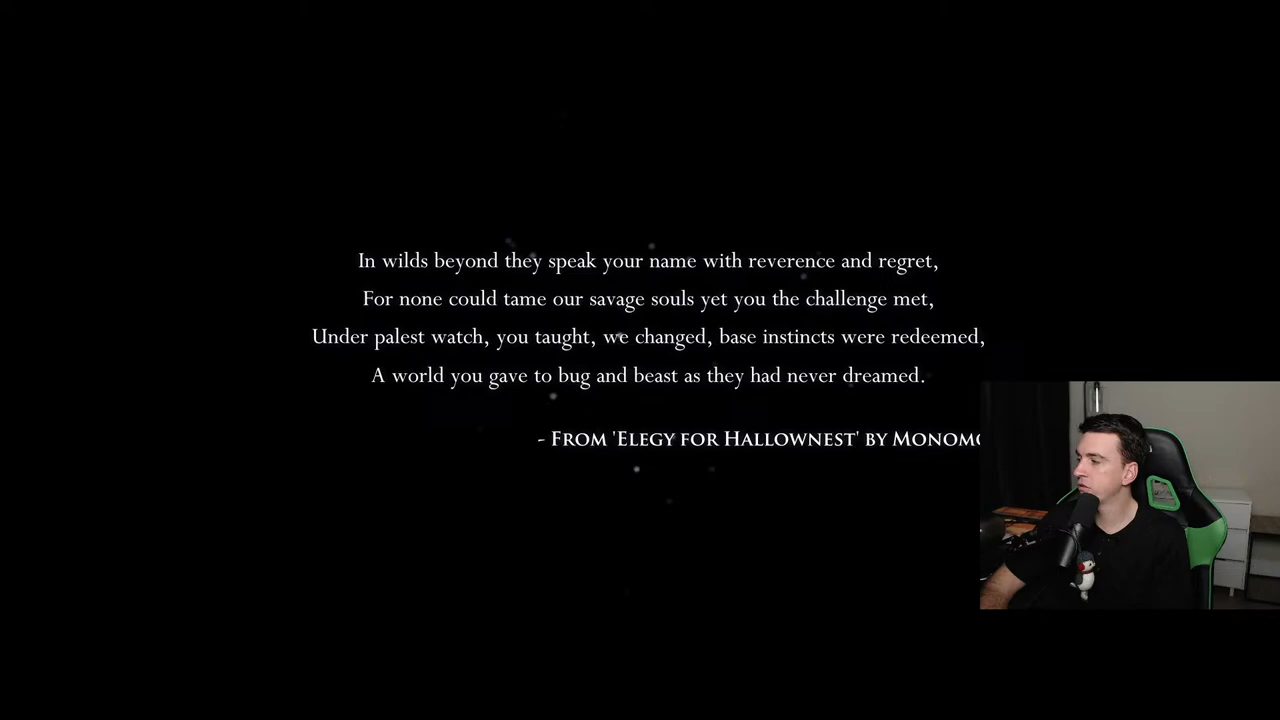 In wilds beyond they speak your name with reverence and regret,
For none could tame our savage souls yet you the challenge met,
Under palest watch, you taught, we changed, base instincts were redeemed,
A world you gave to bug and beast as they had never dreamed.
- From 'Elegy for Hallownest' by